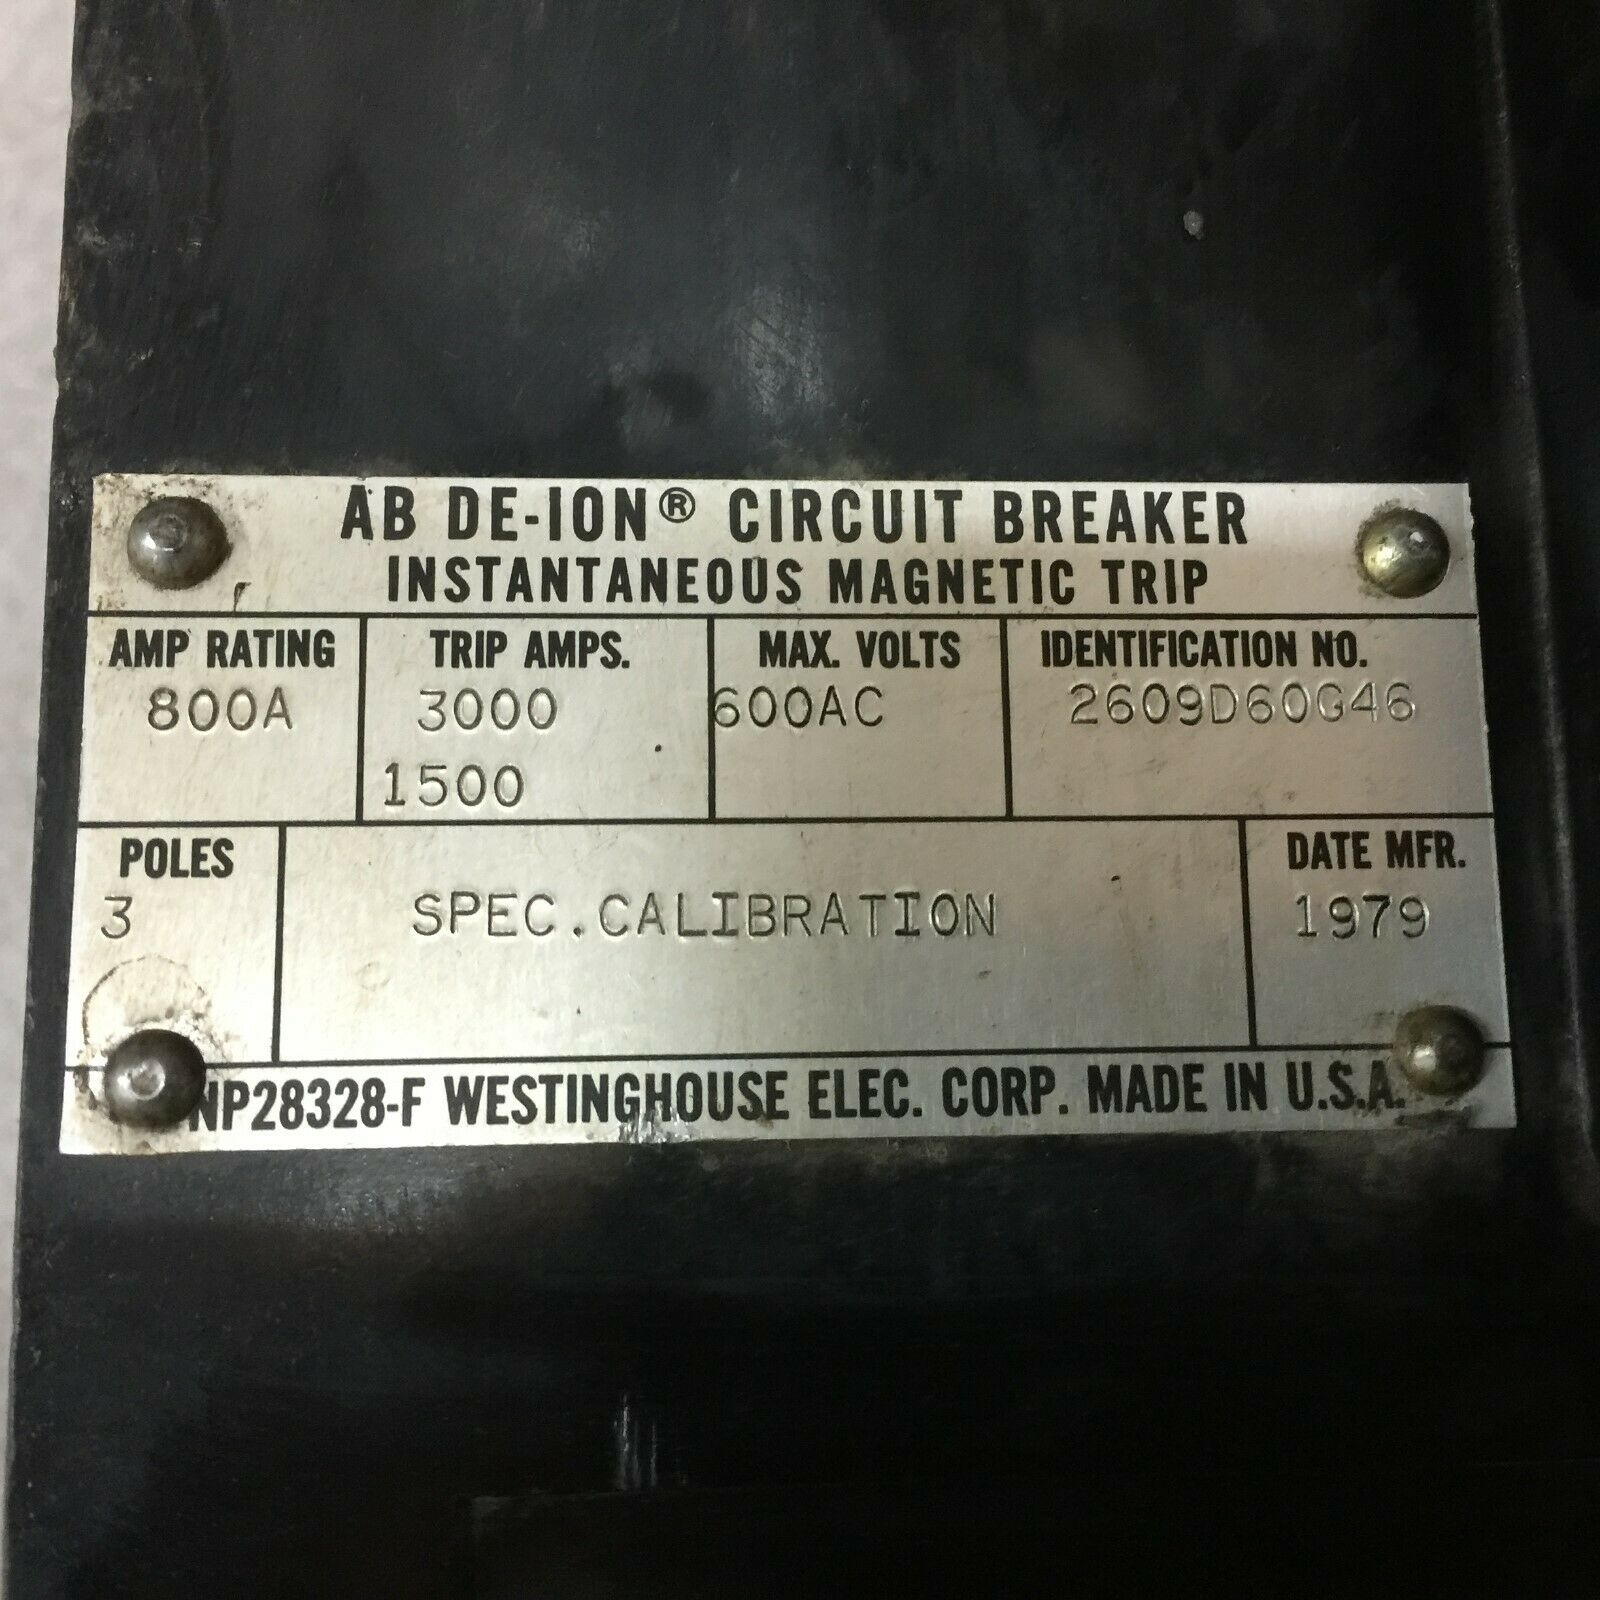 AB DE-ION® CIRCUIT BREAKER
INSTANTANEOUS MAGNETIC TRIP
AMP RATING TRIP AMPS. MAX. VOLTS IDENTIFICATION NO.
800A 3000 600AC 2609D60G46
1500
POLES DATE MFR.
3 SPEC.CALIBRATION 1979
NP28328-F WESTINGHOUSE ELEC. CORP. MADE IN U.S.A.